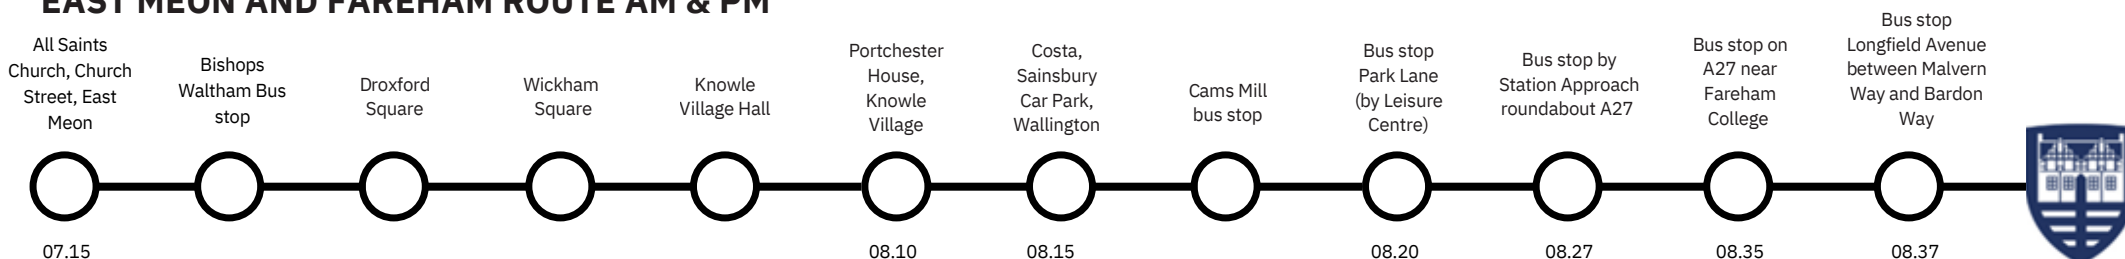 EAST MEON AND FAREHAM ROUTE AM & PM
All Saints
Church, Church
Street, East
Meon
Bishops
Waltham Bus
stop
Droxford
Square
Wickham
Square
Knowle
Village Hall
Portchester
House,
Knowle
Village
Costa,
Sainsbury
Car Park,
Wallington
Cams Mill
bus stop
Bus stop
Park Lane
(by Leisure
Centre)
Bus stop by
Station Approach
roundabout A27
Bus stop on
A27 near
Fareham
College
Bus stop
Longfield Avenue
between Malvern
Way and Bardon
Way
07.15
08.10
08.15
08.20
08.27
08.35
08.37